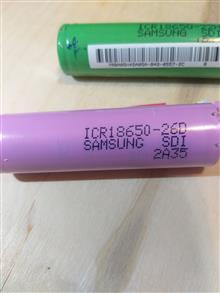 ICR18650-26
SAMSUNG SDI
ICR18650-26D
SAMSUNG SDI
2A35